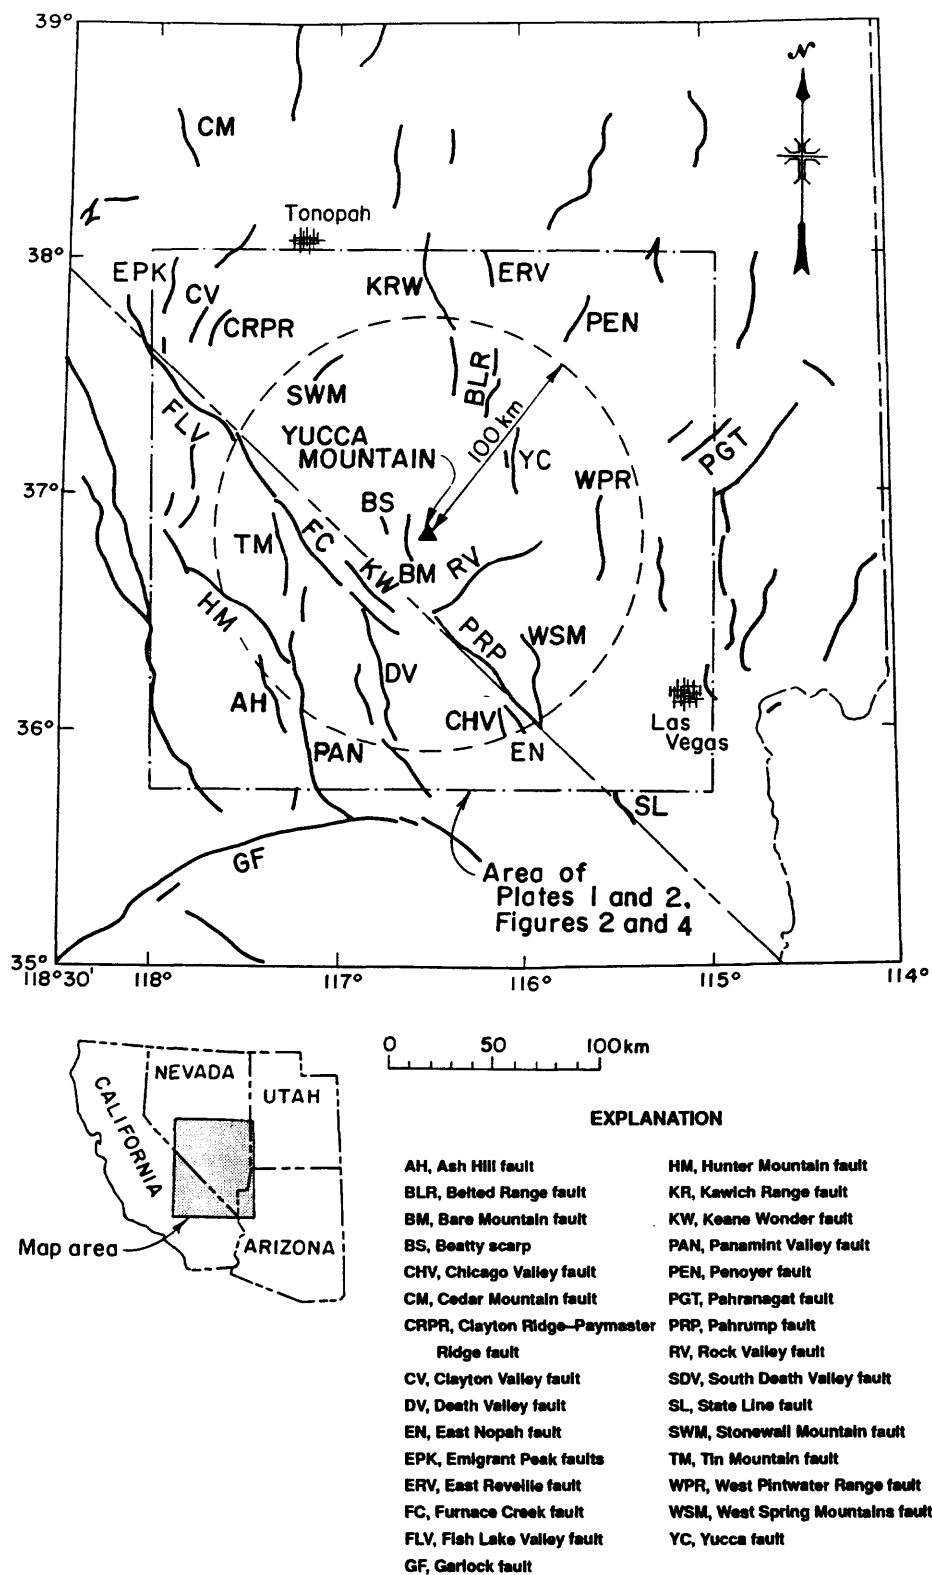 39°
N
CM
Tonopah
38°
EPK
CV
CRPR
KRW
ERV
PEN
BLR
SWM
100 km
FLV
YUCCA
MOUNTAIN
YC
PGT
WPR
37°
BS
TM
FC
KW
BM
RV
HM
PRP
WSM
DV
AH
CHV
EN
Las
Vegas
36°
PAN
SL
GF
Area of
Plates 1 and 2,
Figures 2 and 4
35°
118°30'
118°
117°
116°
115°
114°
0 50 100 km
NEVADA
UTAH
CALIFORNIA
ARIZONA
Map area
EXPLANATION
AH, Ash Hill fault
BLR, Belted Range fault
BM, Bare Mountain fault
BS, Beatty scarp
CHV, Chicago Valley fault
CM, Cedar Mountain fault
CRPR, Clayton Ridge–Paymaster
Ridge fault
CV, Clayton Valley fault
DV, Death Valley fault
EN, East Nopah fault
EPK, Emigrant Peak faults
ERV, East Reveille fault
FC, Furnace Creek fault
FLV, Fish Lake Valley fault
GF, Garlock fault
HM, Hunter Mountain fault
KR, Kawich Range fault
KW, Keane Wonder fault
PAN, Panamint Valley fault
PEN, Penoyer fault
PGT, Pahranagat fault
PRP, Pahrump fault
RV, Rock Valley fault
SDV, South Death Valley fault
SL, State Line fault
SWM, Stonewall Mountain fault
TM, Tin Mountain fault
WPR, West Pintwater Range fault
WSM, West Spring Mountains fault
YC, Yucca fault